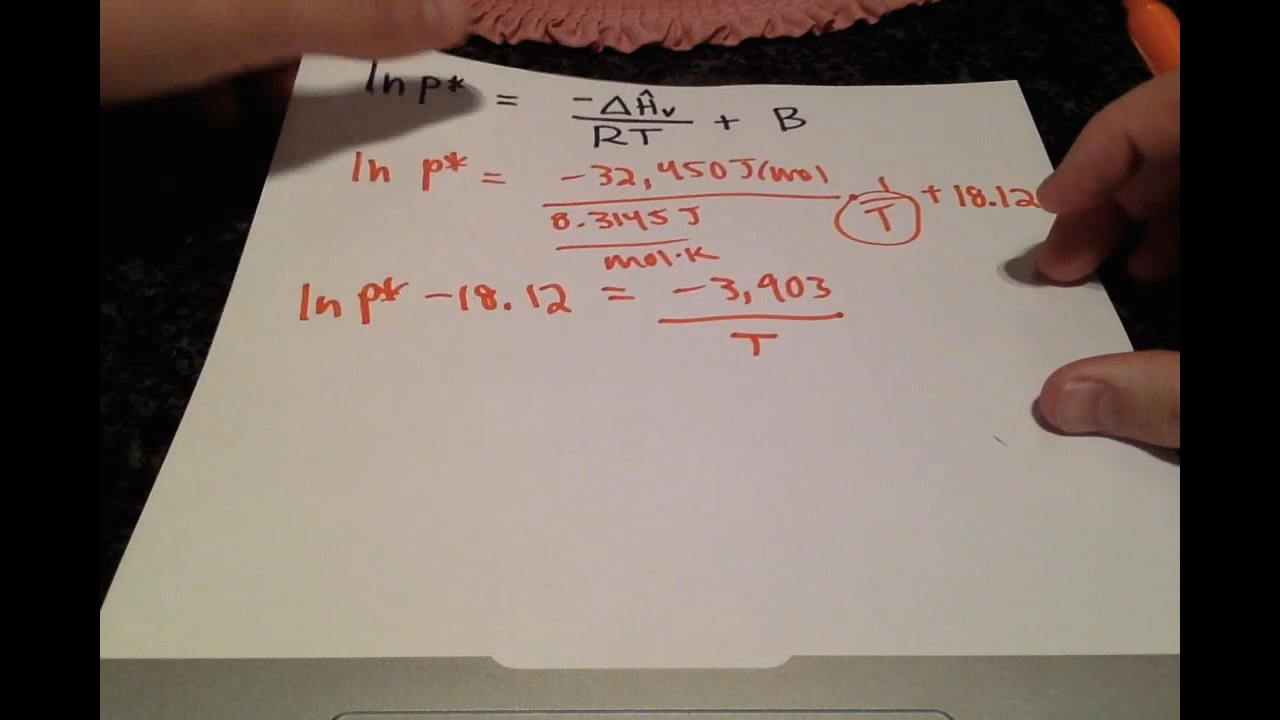 ln p* = -ΔĤv / RT + B
ln p* = -32,450 J/mol / 8.3145 J / mol·K · 1/T + 18.12
ln p* -18.12 = -3,903 / T